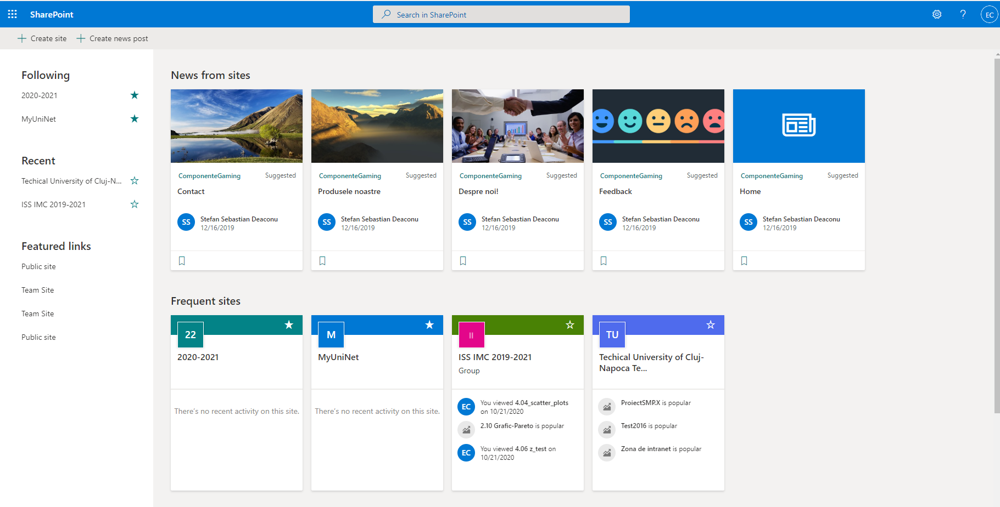 SharePoint
Search in SharePoint
EC
Create site
Create news post
Following
2020-2021
MyUniNet
Recent
Techical University of Cluj-N...
ISS IMC 2019-2021
Featured links
Public site
Team Site
Team Site
Public site
News from sites
ComponenteGaming Suggested
Contact
SS
Stefan Sebastian Deaconu
12/16/2019
ComponenteGaming Suggested
Produsele noastre
SS
Stefan Sebastian Deaconu
12/16/2019
ComponenteGaming Suggested
Despre noi!
SS
Stefan Sebastian Deaconu
12/16/2019
ComponenteGaming Suggested
Feedback
SS
Stefan Sebastian Deaconu
12/16/2019
ComponenteGaming Suggested
Home
SS
Stefan Sebastian Deaconu
12/16/2019
Frequent sites
22
2020-2021
There's no recent activity on this site.
M
MyUniNet
There's no recent activity on this site.
II
ISS IMC 2019-2021
Group
EC
You viewed 4.04_scatter_plots
on 10/21/2020
2.10 Grafic-Pareto is popular
EC
You viewed 4.06 z_test on
10/21/2020
TU
Techical University of Cluj-
Napoca Te...
ProiectSMP.X is popular
Test2016 is popular
Zona de intranet is popular